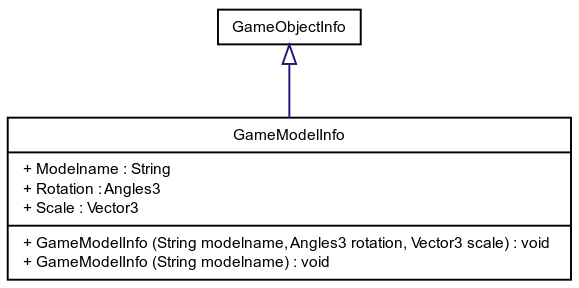 GameObjectInfo
GameModelInfo
+ Modelname : String
+ Rotation : Angles3
+ Scale : Vector3
+ GameModelInfo (String modelname, Angles3 rotation, Vector3 scale) : void
+ GameModelInfo (String modelname) : void